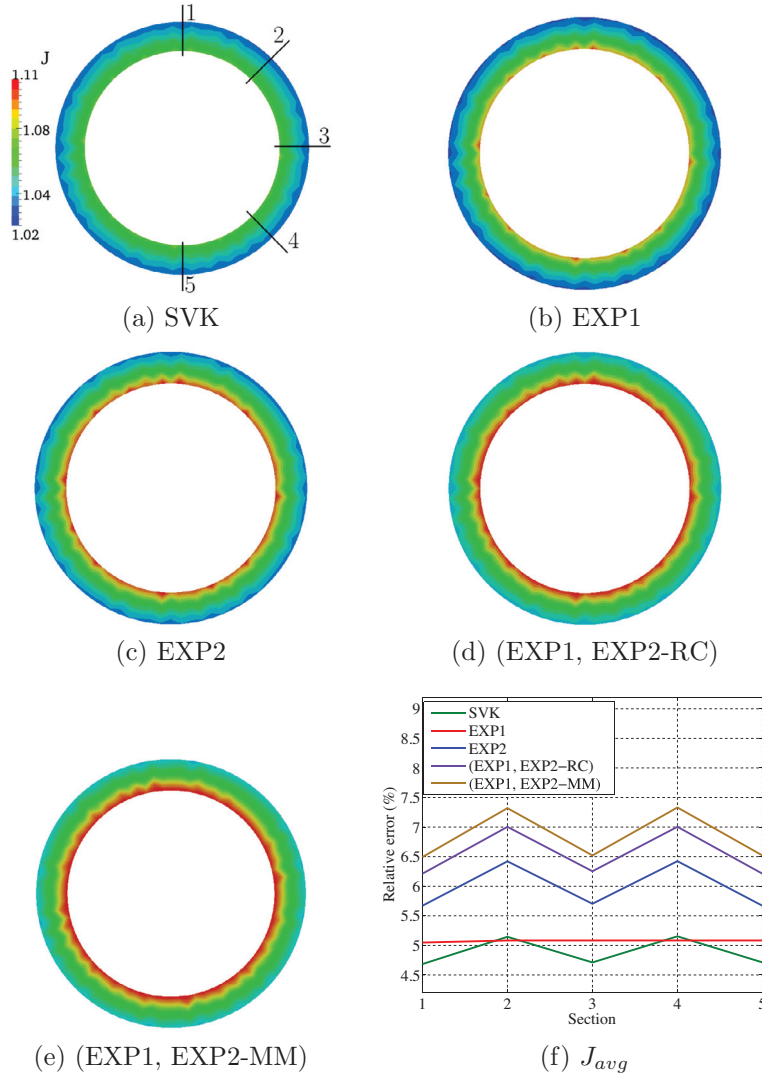 1
2
3
4
5
J
1.11
1.08
1.04
1.02
(a) SVK
(b) EXP1
(c) EXP2
(d) (EXP1, EXP2-RC)
(e) (EXP1, EXP2-MM)
SVK
EXP1
EXP2
(EXP1, EXP2−RC)
(EXP1, EXP2−MM)
Relative error (%)
9
8.5
8
7.5
7
6.5
6
5.5
5
4.5
1 2 3 4 5
Section
(f) J_avg